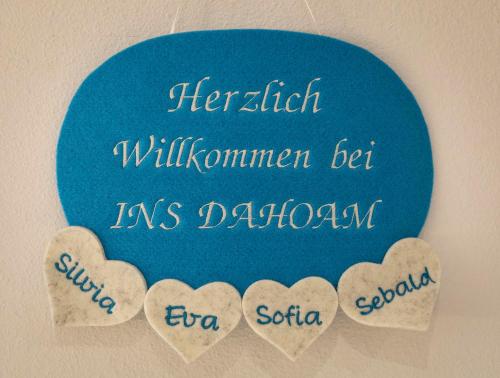 Herzlich
Willkommen bei
INS DAHOAM
Silvia
Eva
Sofia
Sebald